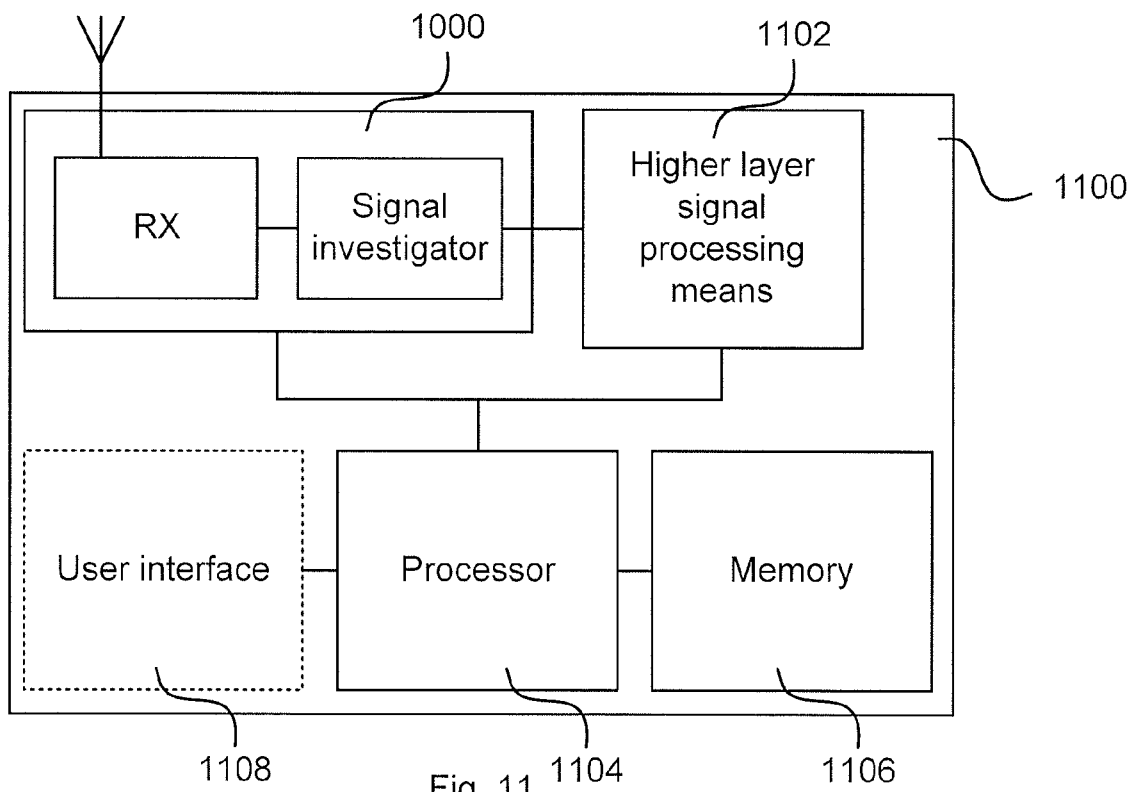 1000
1102
1100
RX
Signal
investigator
Higher layer
signal
processing
means
User interface
Processor
Memory
1108
1104
1106
Fig. 11